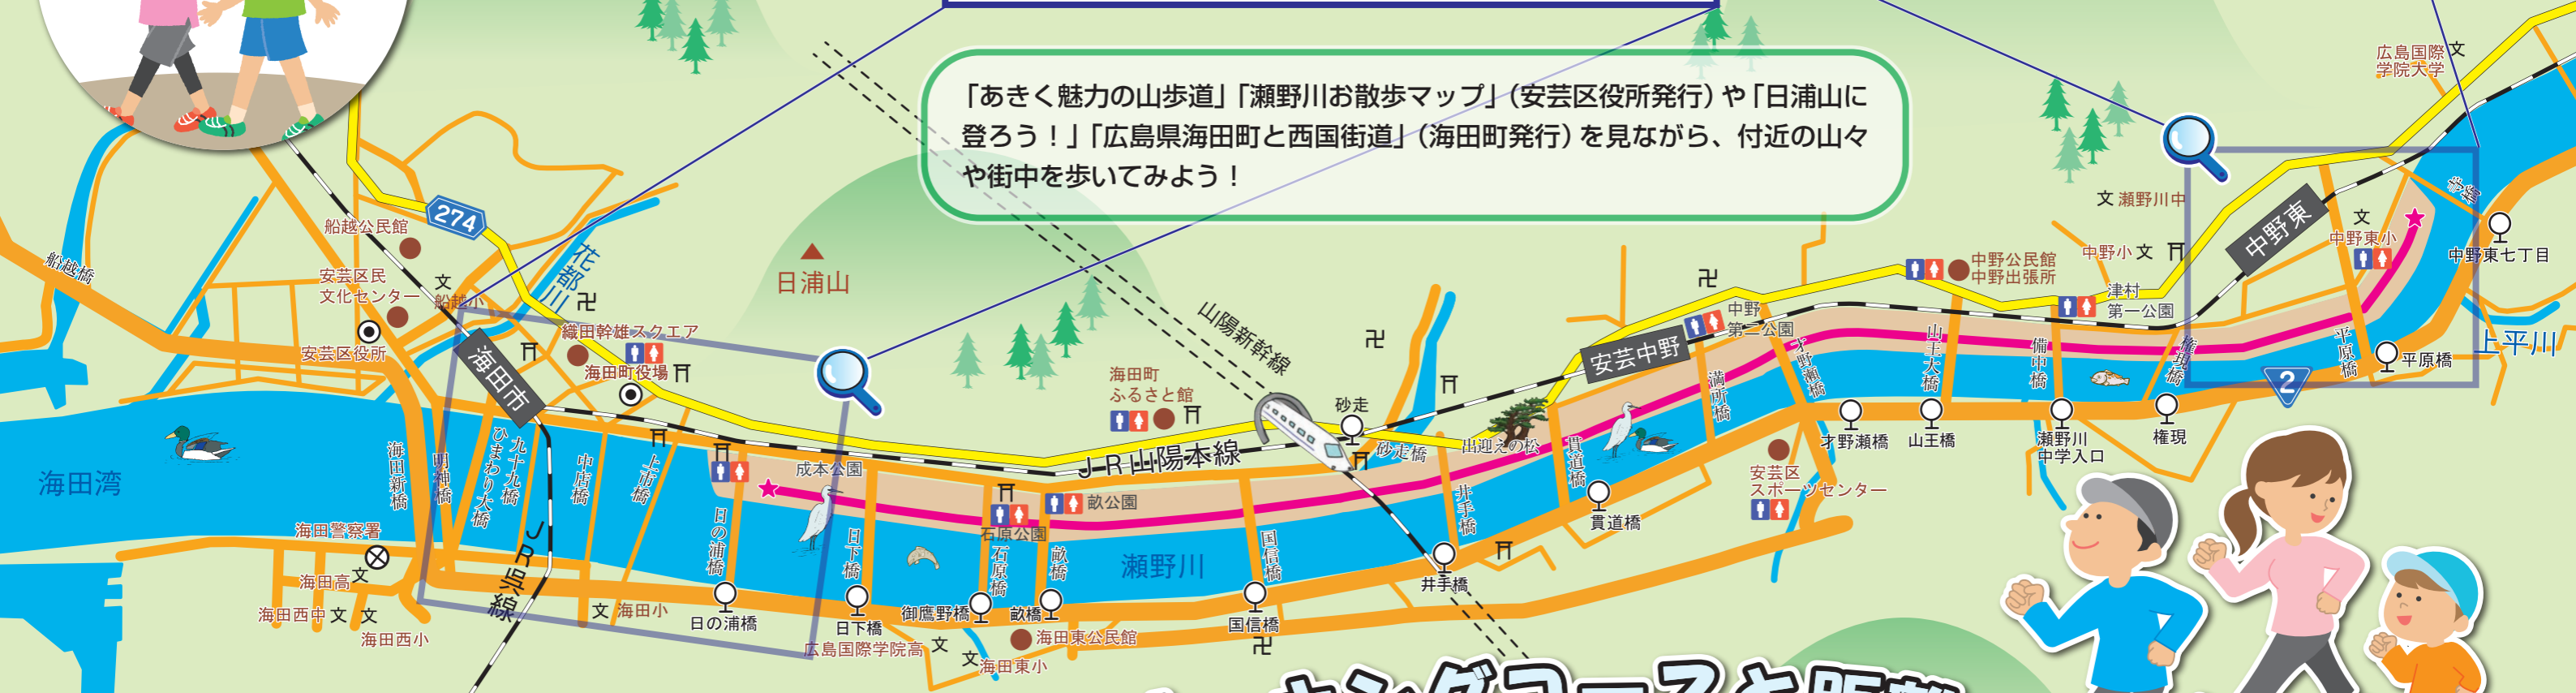 「あきく魅力の山歩道」「瀬野川お散歩マップ」（安芸区役所発行）や「日浦山に
登ろう！」「広島県海田町と西国街道」（海田町発行）を見ながら、付近の山々
や街中を歩いてみよう！
広島国際
学院大学
文
274
船越公民館
船越橋
安芸区民
文化センター
文
船越小
安芸区役所
花都川
卍
織田幹雄スクエア
海田町役場
海田市
日浦山
山陽新幹線
卍
海田町
ふるさと館
砂走
JR山陽本線
砂走橋
出迎えの松
安芸中野
卍
中野
第二公園
中野公民館
中野出張所
津村
第一公園
文 瀬野川中
中野小 文
中野東
文
中野東小
中野東七丁目
上平川
平原橋
平原橋
2
権現橋
備中橋
山王大橋
才野瀬橋
満所橋
貫道橋
井手橋
国信橋
畝橋
石原橋
日下橋
日の浦橋
上市橋
中店橋
九十九橋
ひまわり大橋
明神橋
海田新橋
海田湾
成本公園
畝公園
石原公園
瀬野川
JR呉線
海田警察署
海田高 文
海田西中 文 文
海田西小
文 海田小
日の浦橋
日下橋
広島国際学院高 文
御鷹野橋
畝橋
海田東公民館
文 海田東小
国信橋
卍
井手橋
貫道橋
安芸区
スポーツセンター
才野瀬橋
山王橋
瀬野川
中学入口
権現